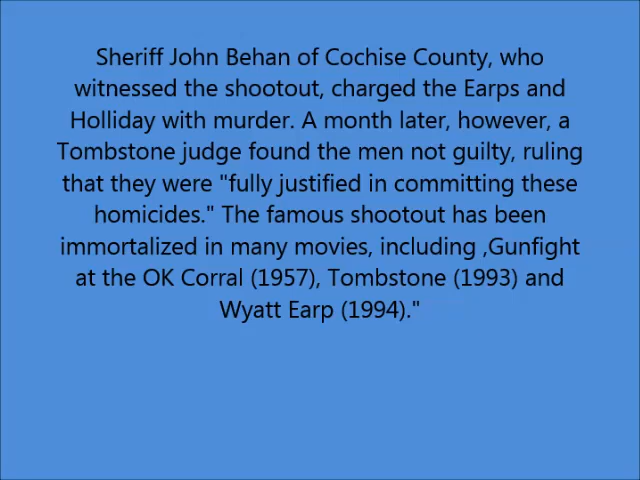 Sheriff John Behan of Cochise County, who
witnessed the shootout, charged the Earps and
Holliday with murder. A month later, however, a
Tombstone judge found the men not guilty, ruling
that they were "fully justified in committing these
homicides." The famous shootout has been
immortalized in many movies, including ,Gunfight
at the OK Corral (1957), Tombstone (1993) and
Wyatt Earp (1994)."